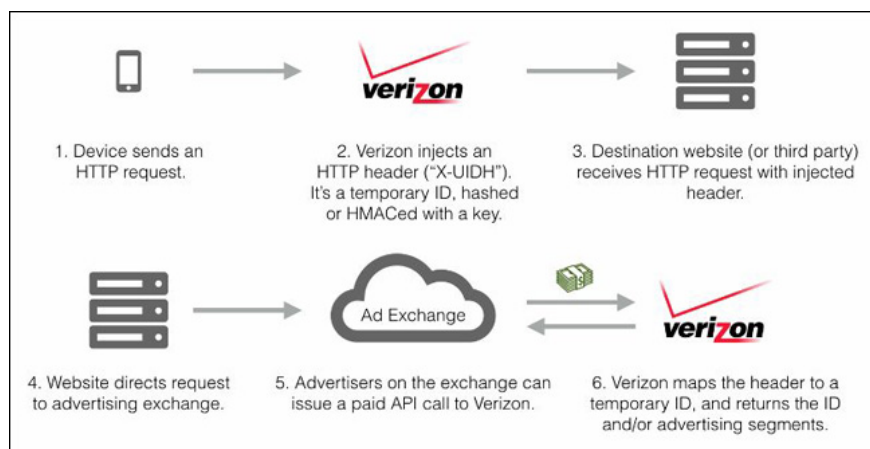 verizon
1. Device sends an
HTTP request.
2. Verizon injects an
HTTP header ("X-UIDH").
It's a temporary ID, hashed
or HMACed with a key.
3. Destination website (or third party)
receives HTTP request with injected
header.
Ad Exchange
$
verizon
4. Website directs request
to advertising exchange.
5. Advertisers on the exchange can
issue a paid API call to Verizon.
6. Verizon maps the header to a
temporary ID, and returns the ID
and/or advertising segments.